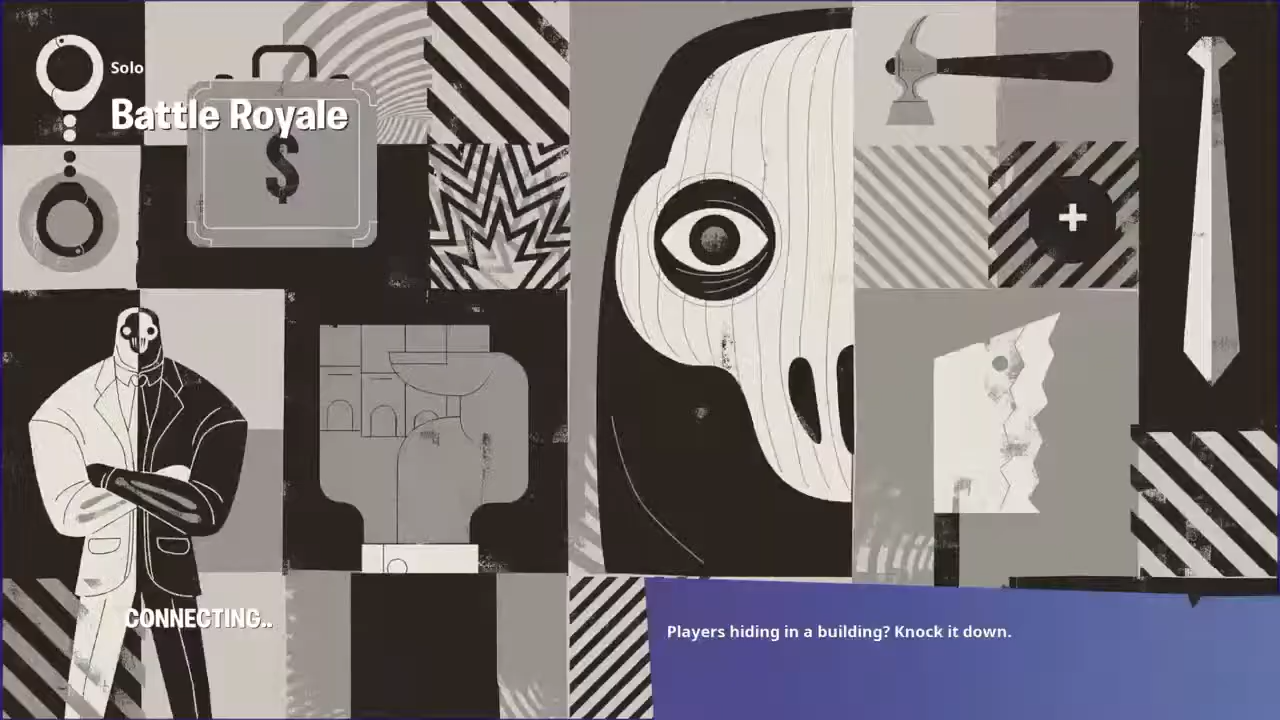 Solo
Battle Royale
$
CONNECTING..
Players hiding in a building? Knock it down.